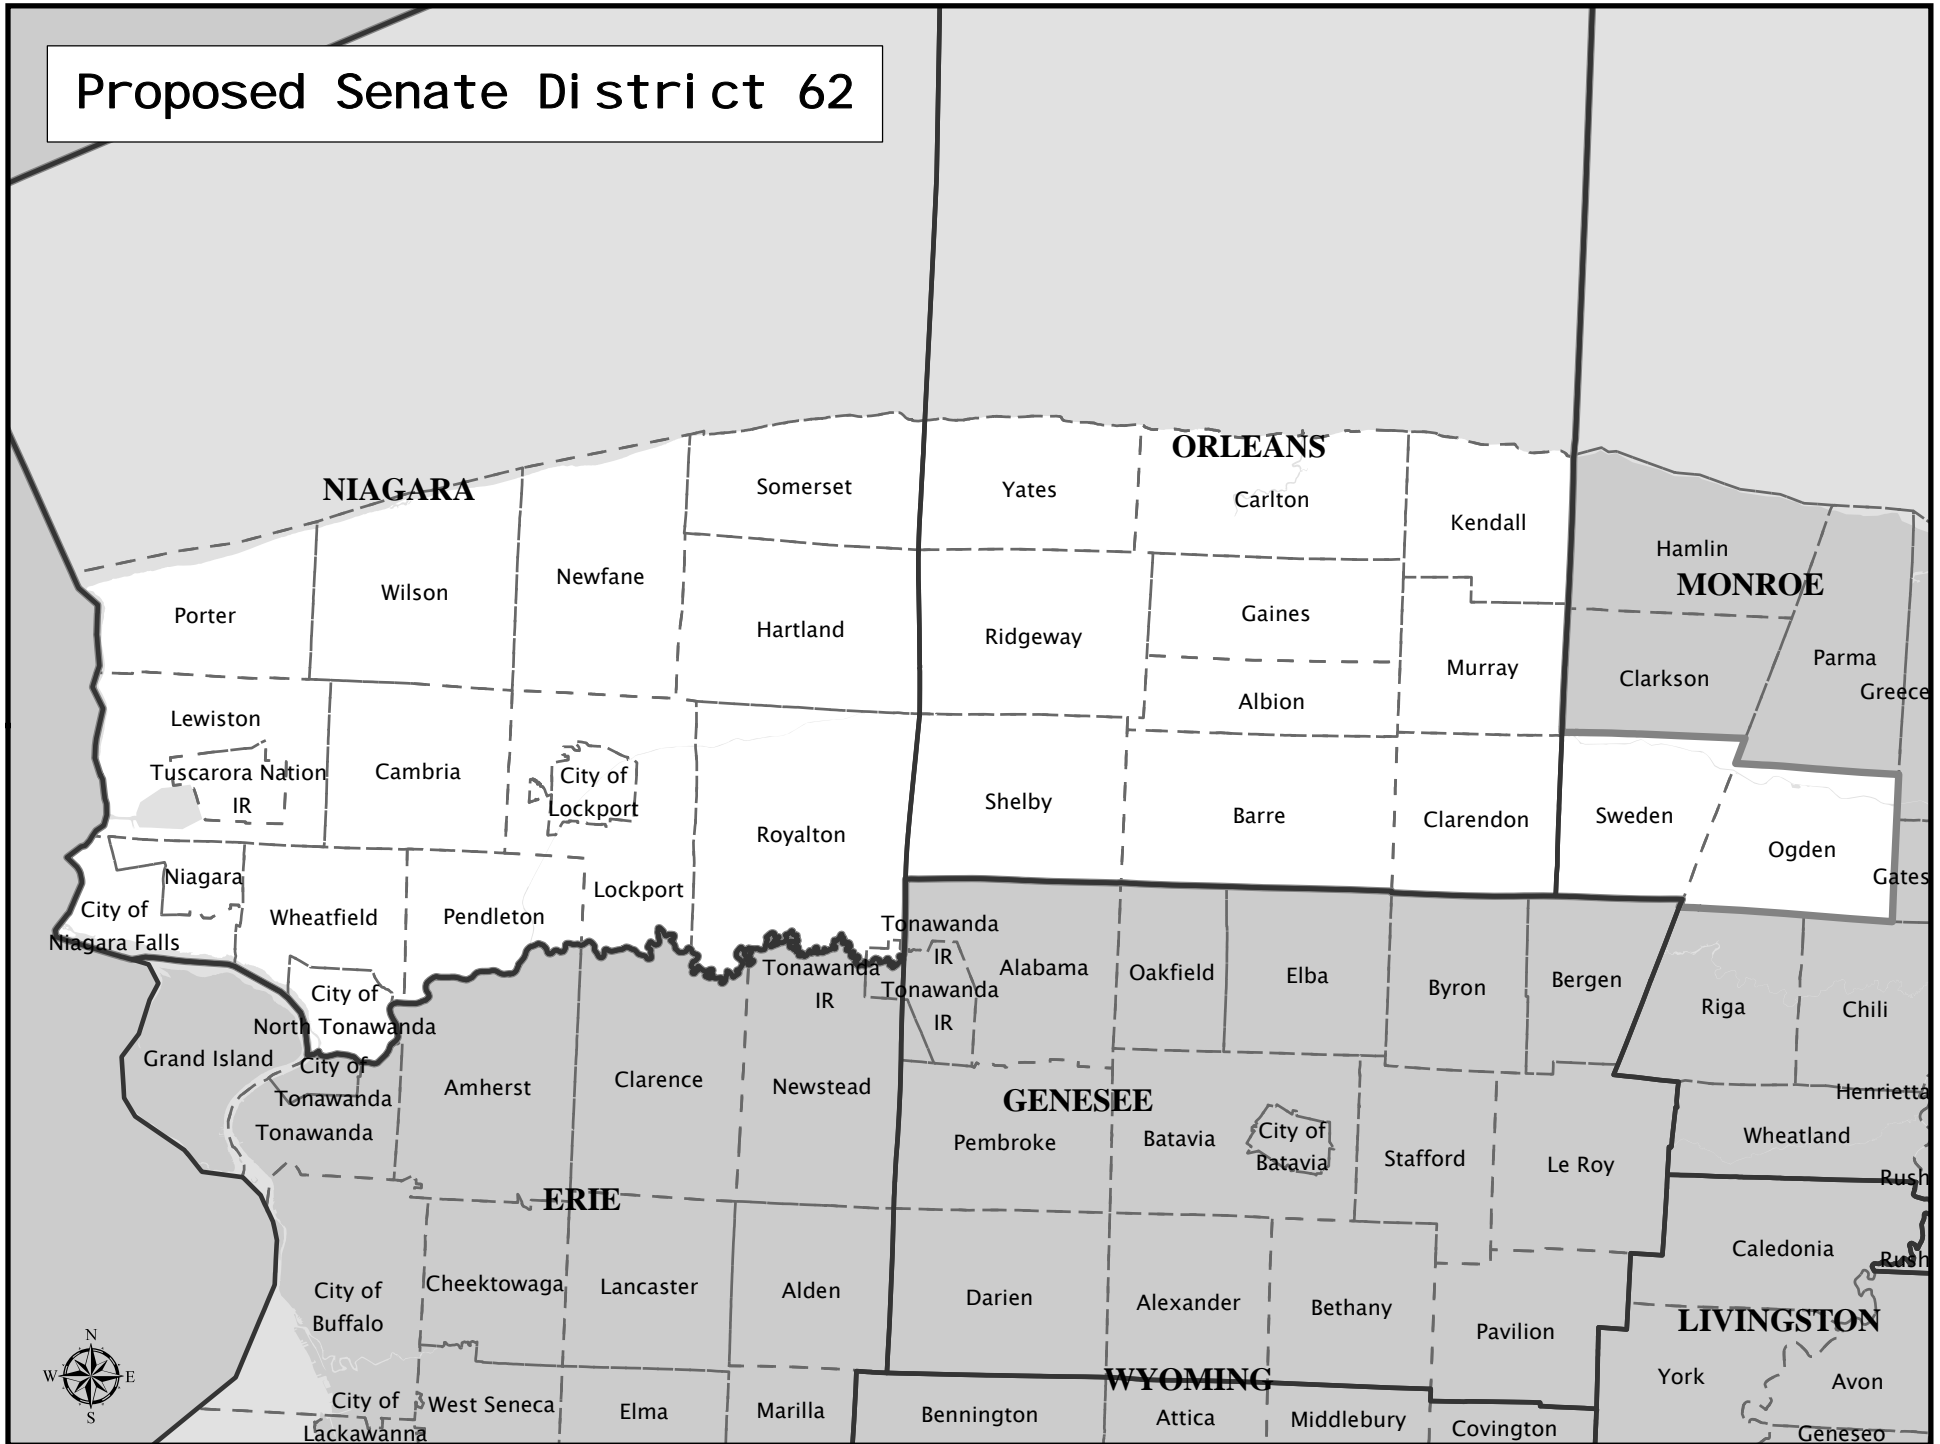 Proposed Senate District 62
NIAGARA
ORLEANS
Somerset
Yates
Carlton
Kendall
Hamlin
MONROE
Porter
Wilson
Newfane
Hartland
Ridgeway
Gaines
Murray
Clarkson
Parma
Greece
Lewiston
Albion
Tuscarora Nation
IR
Cambria
City of
Lockport
Royalton
Shelby
Barre
Clarendon
Sweden
Ogden
Gates
Niagara
City of
Niagara Falls
Wheatfield
Pendleton
Lockport
Tonawanda
IR
Tonawanda
IR
Tonawanda
IR
Alabama
Oakfield
Elba
Byron
Bergen
Riga
Chili
City of
North Tonawanda
Grand Island
City of
Tonawanda
Tonawanda
Amherst
Clarence
Newstead
GENESEE
Pembroke
Batavia
City of
Batavia
Stafford
Le Roy
Henrietta
Wheatland
Rush
ERIE
Caledonia
Rush
City of
Buffalo
Cheektowaga
Lancaster
Alden
Darien
Alexander
Bethany
Pavilion
LIVINGSTON
York
Avon
WYOMING
N
W
E
S
City of
Lackawanna
West Seneca
Elma
Marilla
Bennington
Attica
Middlebury
Covington
Geneseo